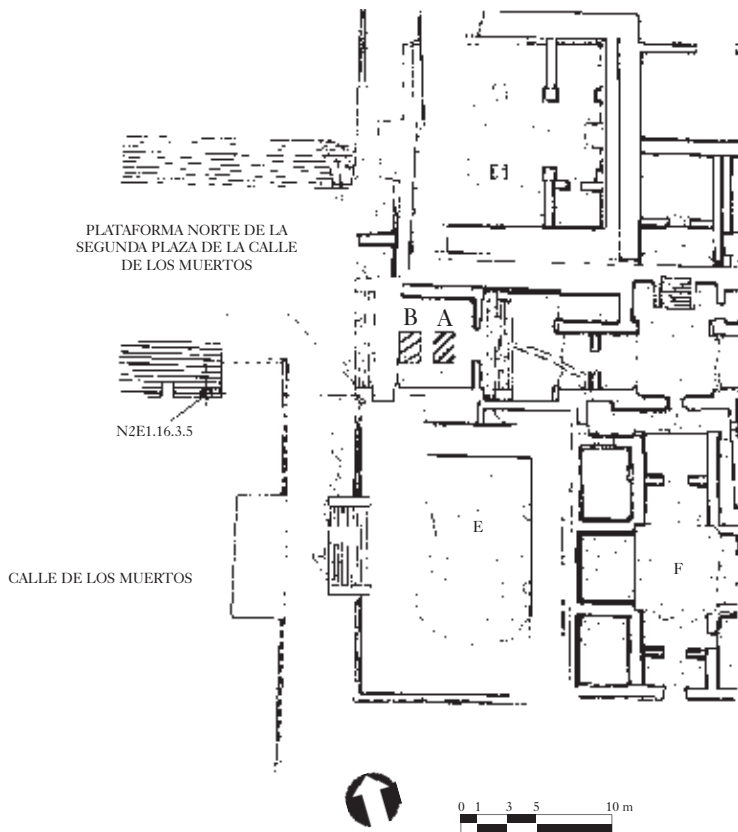 PLATAFORMA NORTE DE LA
SEGUNDA PLAZA DE LA CALLE
DE LOS MUERTOS
B A
N2E1.16.3.5
E
F
CALLE DE LOS MUERTOS
0 1 3 5 10 m